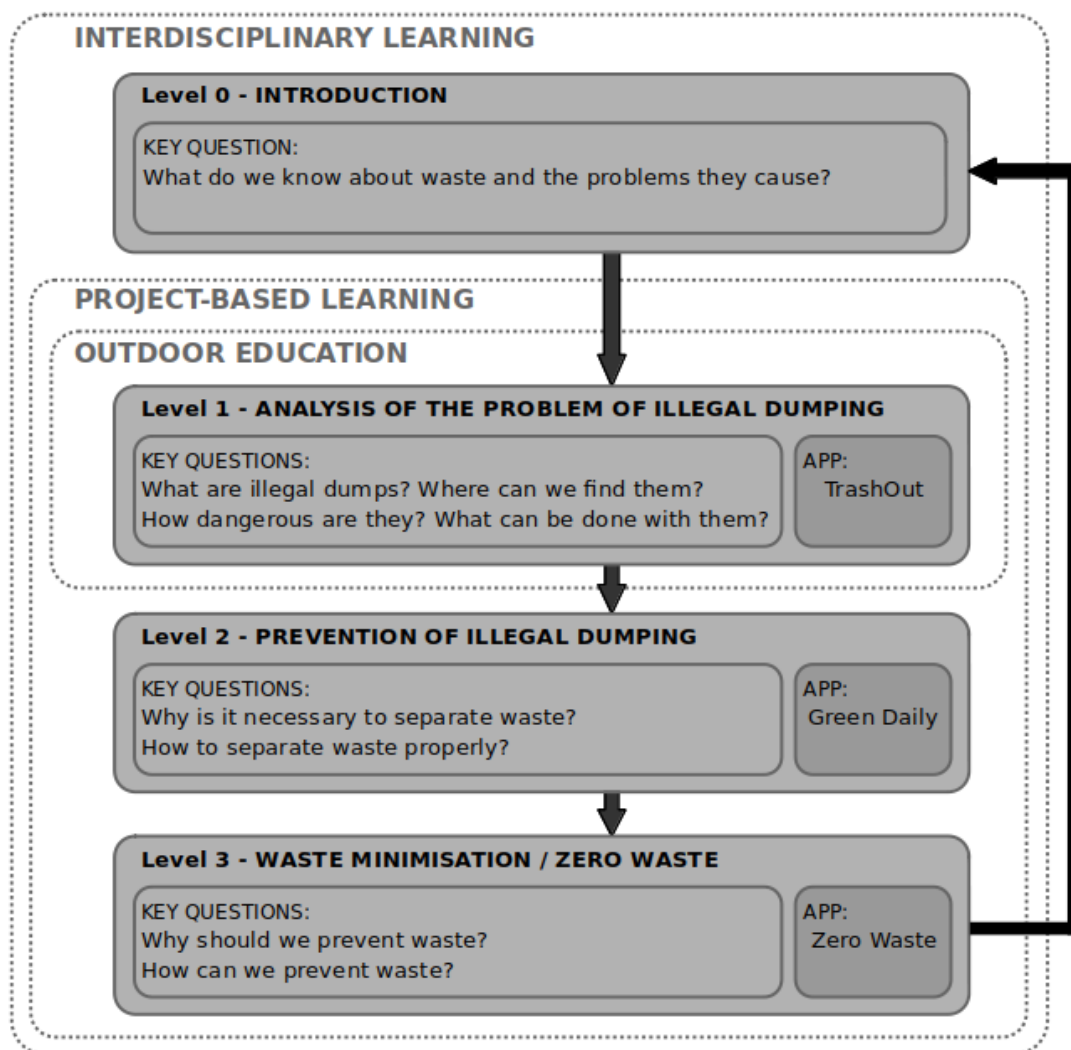 INTERDISCIPLINARY LEARNING
Level 0 - INTRODUCTION
KEY QUESTION:
What do we know about waste and the problems they cause?
PROJECT-BASED LEARNING
OUTDOOR EDUCATION
Level 1 - ANALYSIS OF THE PROBLEM OF ILLEGAL DUMPING
KEY QUESTIONS:
What are illegal dumps? Where can we find them?
How dangerous are they? What can be done with them?
APP:
TrashOut
Level 2 - PREVENTION OF ILLEGAL DUMPING
KEY QUESTIONS:
Why is it necessary to separate waste?
How to separate waste properly?
APP:
Green Daily
Level 3 - WASTE MINIMISATION / ZERO WASTE
KEY QUESTIONS:
Why should we prevent waste?
How can we prevent waste?
APP:
Zero Waste